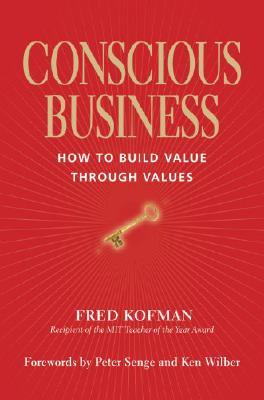 CONSCIOUS
BUSINESS
HOW TO BUILD VALUE
THROUGH VALUES
FRED KOFMAN
Recipient of the MIT Teacher of the Year Award
Forewords by Peter Senge and Ken Wilber